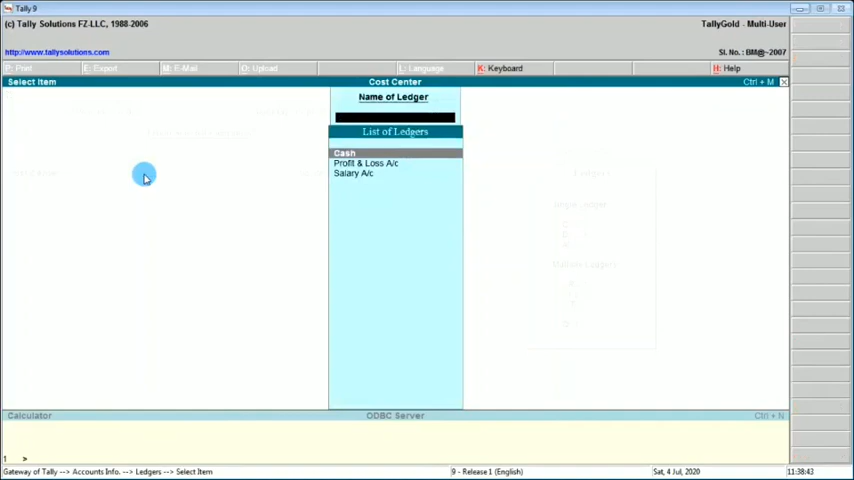 Tally 9
(c) Tally Solutions FZ-LLC, 1988-2006
TallyGold - Multi-User
http://www.tallysolutions.com
Sl. No.: BM@~2007
P: Print
E: Export
M: E-Mail
O: Upload
L: Language
K: Keyboard
H: Help
Select Item
Cost Center
Ctrl + M
Name of Ledger
List of Ledgers
Cash
Profit & Loss A/c
Salary A/c
Calculator
ODBC Server
Ctrl + N
1 >
Gateway of Tally --> Accounts Info. --> Ledgers --> Select Item
9 - Release 1 (English)
Sat, 4 Jul, 2020
11:38:43